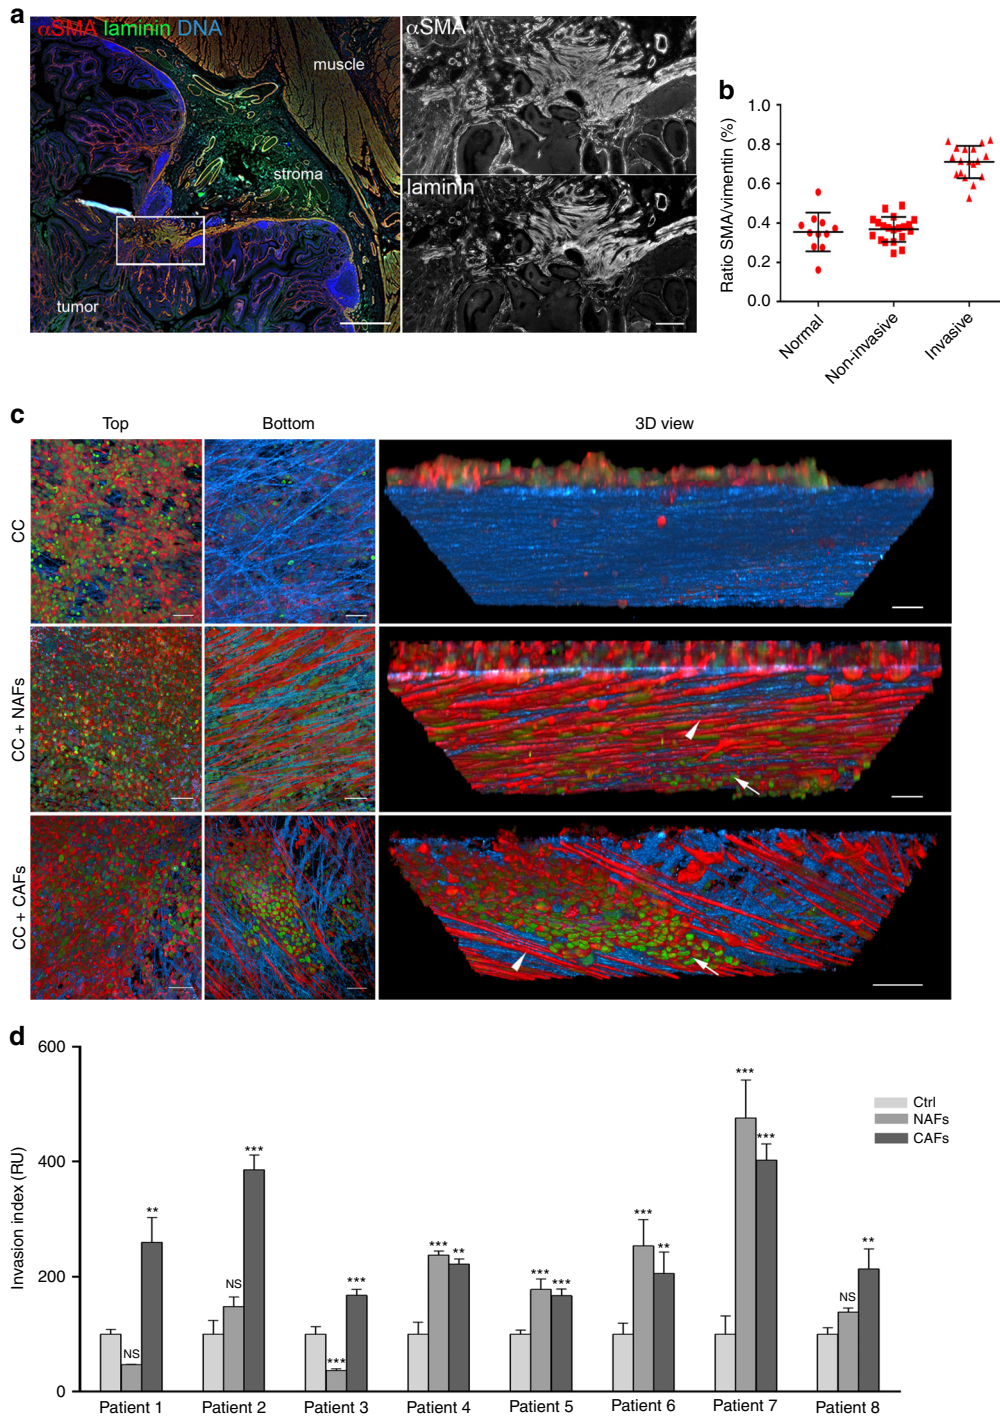 a
αSMA laminin DNA
muscle
stroma
tumor
αSMA
laminin
b
Ratio SMA/vimentin (%)
1.0
0.8
0.6
0.4
0.2
0.0
Normal
Non-invasive
Invasive
c
Top
Bottom
3D view
CC
CC + NAFs
CC + CAFs
d
Invasion index (RU)
600
400
200
0
NS
**
NS
***
***
***
***
**
***
***
***
**
***
***
NS
**
Ctrl
NAFs
CAFs
Patient 1
Patient 2
Patient 3
Patient 4
Patient 5
Patient 6
Patient 7
Patient 8